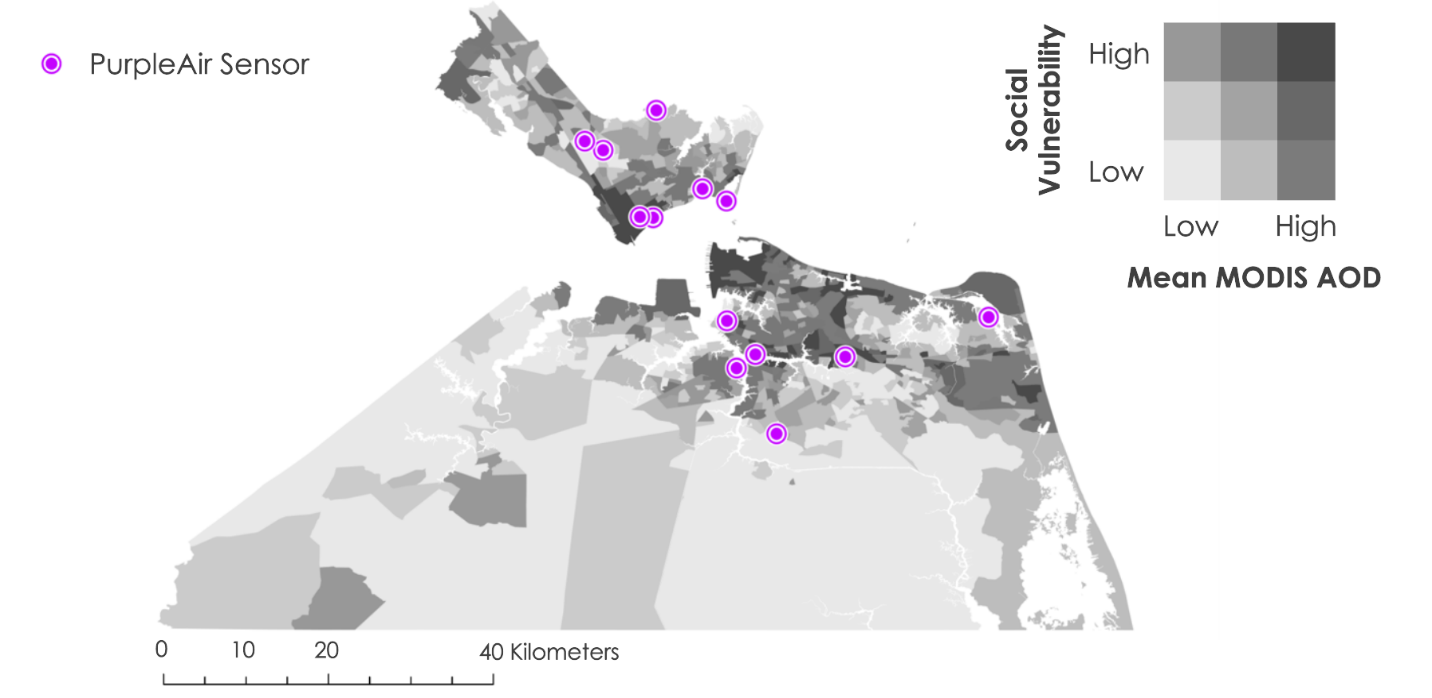 PurpleAir Sensor
Social
Vulnerability
High
Low
Low
High
Mean MODIS AOD
0
10
20
40 Kilometers